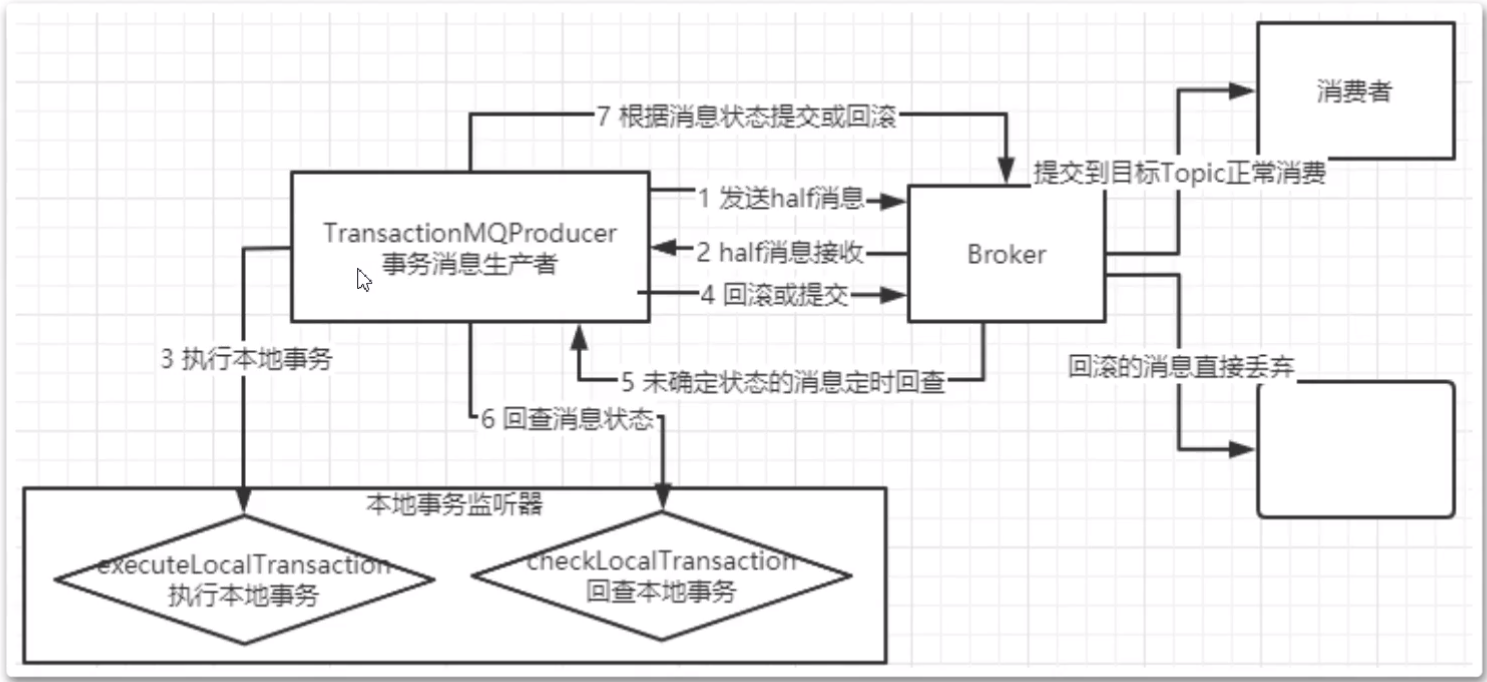 消费者
7 根据消息状态提交或回滚
提交到目标Topic正常消费
1 发送half消息
TransactionMQProducer
事务消息生产者
2 half消息接收
Broker
4 回滚或提交
3 执行本地事务
5 未确定状态的消息定时回查
回滚的消息直接丢弃
6 回查消息状态
本地事务监听器
executeLocalTransaction
执行本地事务
checkLocalTransaction
回查本地事务